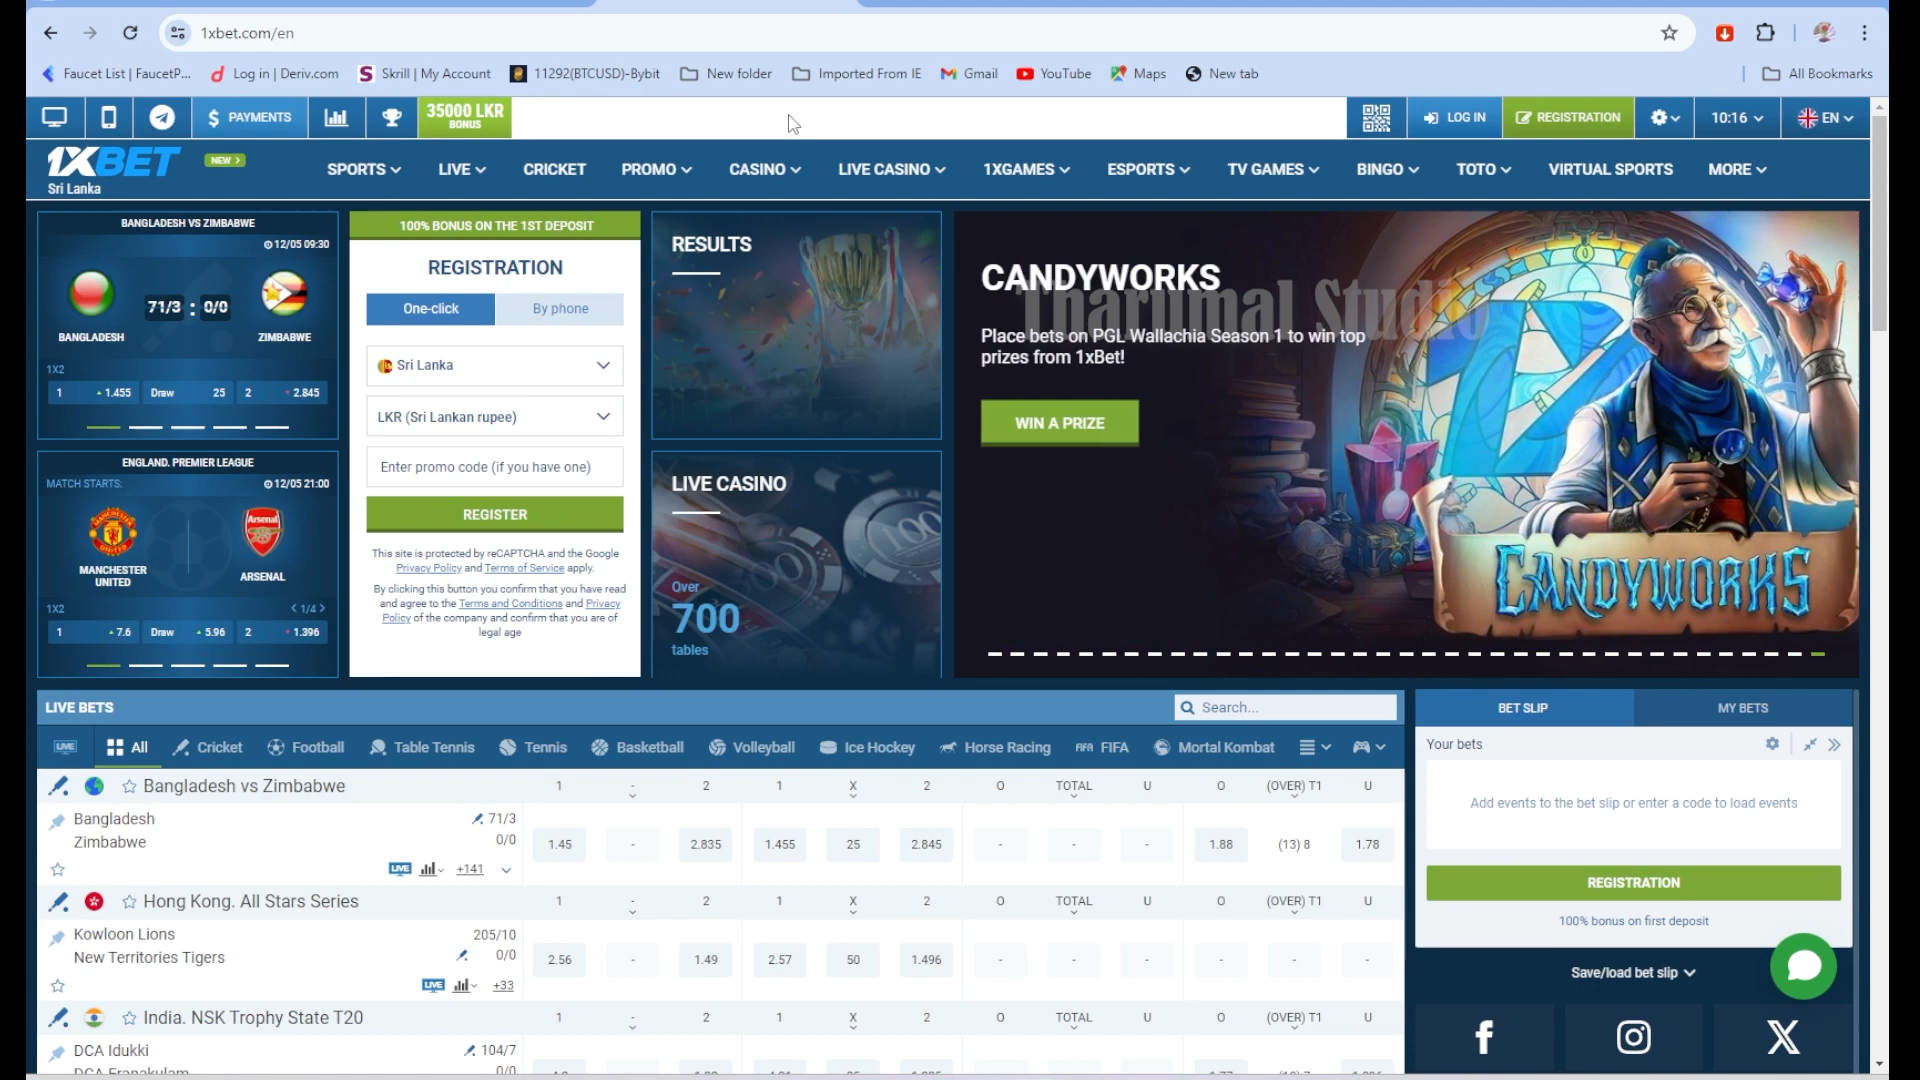 1xbet.com/en
Faucet List | FaucetP... Log in | Deriv.com Skrill | My Account 11292(BTCUSD)-Bybit New folder Imported From IE Gmail YouTube Maps New tab All Bookmarks
$ PAYMENTS 35000 LKR LOG IN REGISTRATION 10:16 EN
BONUS
1XBET NEW > SPORTS LIVE CRICKET PROMO CASINO LIVE CASINO 1XGAMES ESPORTS TV GAMES BINGO TOTO VIRTUAL SPORTS MORE
Sri Lanka
BANGLADESH VS ZIMBABWE
12/05 09:30
71/3 : 0/0
BANGLADESH ZIMBABWE
1X2
1 1.455 Draw 25 2 2.845
ENGLAND. PREMIER LEAGUE
MATCH STARTS: 12/05 21:00
MANCHESTER
UNITED
Arsenal
ARSENAL
1X2 < 1/4 >
1 7.6 Draw 5.96 2 1.396
100% BONUS ON THE 1ST DEPOSIT
REGISTRATION
One-click By phone
Sri Lanka
LKR (Sri Lankan rupee)
Enter promo code (if you have one)
REGISTER
This site is protected by reCAPTCHA and the Google
Privacy Policy and Terms of Service apply.
By clicking this button you confirm that you have read
and agree to the Terms and Conditions and Privacy
Policy of the company and confirm that you are of
legal age
RESULTS
LIVE CASINO
Over
700
tables
100
CANDYWORKS
Tharumal Studio
Place bets on PGL Wallachia Season 1 to win top
prizes from 1xBet!
WIN A PRIZE
CANDYWORKS
LIVE BETS Search...
LIVE All Cricket Football Table Tennis Tennis Basketball Volleyball Ice Hockey Horse Racing FIFA FIFA Mortal Kombat
Bangladesh vs Zimbabwe 1 - 2 1 X 2 O TOTAL U O (OVER) T1 U
Bangladesh 71/3
Zimbabwe 0/0
1.45 - 2.835 1.455 25 2.845 - - - 1.88 (13) 8 1.78
LIVE +141
Hong Kong. All Stars Series 1 - 2 1 X 2 O TOTAL U O (OVER) T1 U
Kowloon Lions 205/10
New Territories Tigers 0/0
2.56 - 1.49 2.57 50 1.496 - - - - - -
LIVE +33
India. NSK Trophy State T20 1 - 2 1 X 2 O TOTAL U O (OVER) T1 U
DCA Idukki 104/7
DCA Eranakulam 0/0
BET SLIP MY BETS
Your bets
Add events to the bet slip or enter a code to load events
REGISTRATION
100% bonus on first deposit
Save/load bet slip